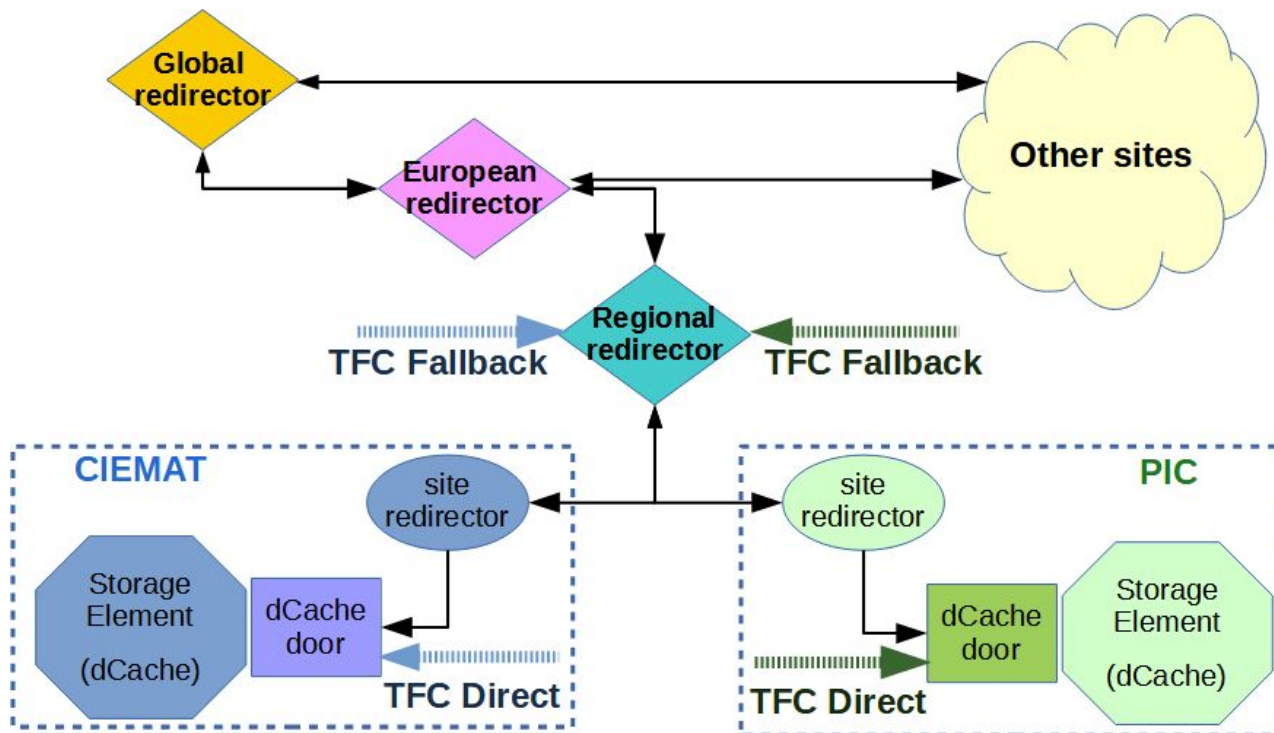 Global
redirector
European
redirector
Other sites
Regional
redirector
TFC Fallback
TFC Fallback
CIEMAT
site
redirector
Storage
Element
(dCache)
dCache
door
TFC Direct
PIC
site
redirector
dCache
door
Storage
Element
(dCache)
TFC Direct